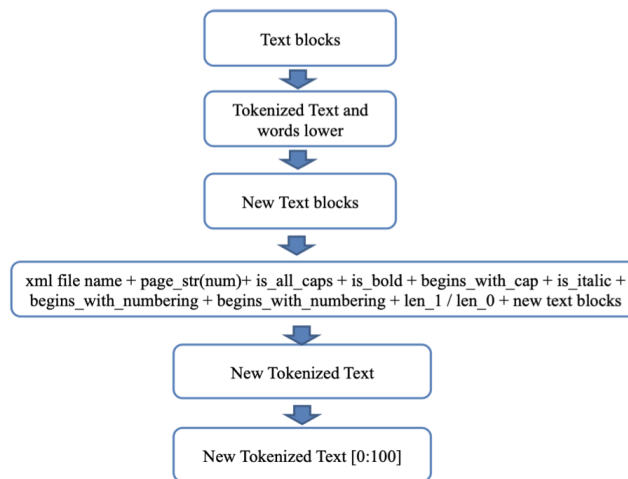 Text blocks
Tokenized Text and
words lower
New Text blocks
xml file name + page_str(num)+ is_all_caps + is_bold + begins_with_cap + is_italic +
begins_with_numbering + begins_with_numbering + len_1 / len_0 + new text blocks
New Tokenized Text
New Tokenized Text [0:100]